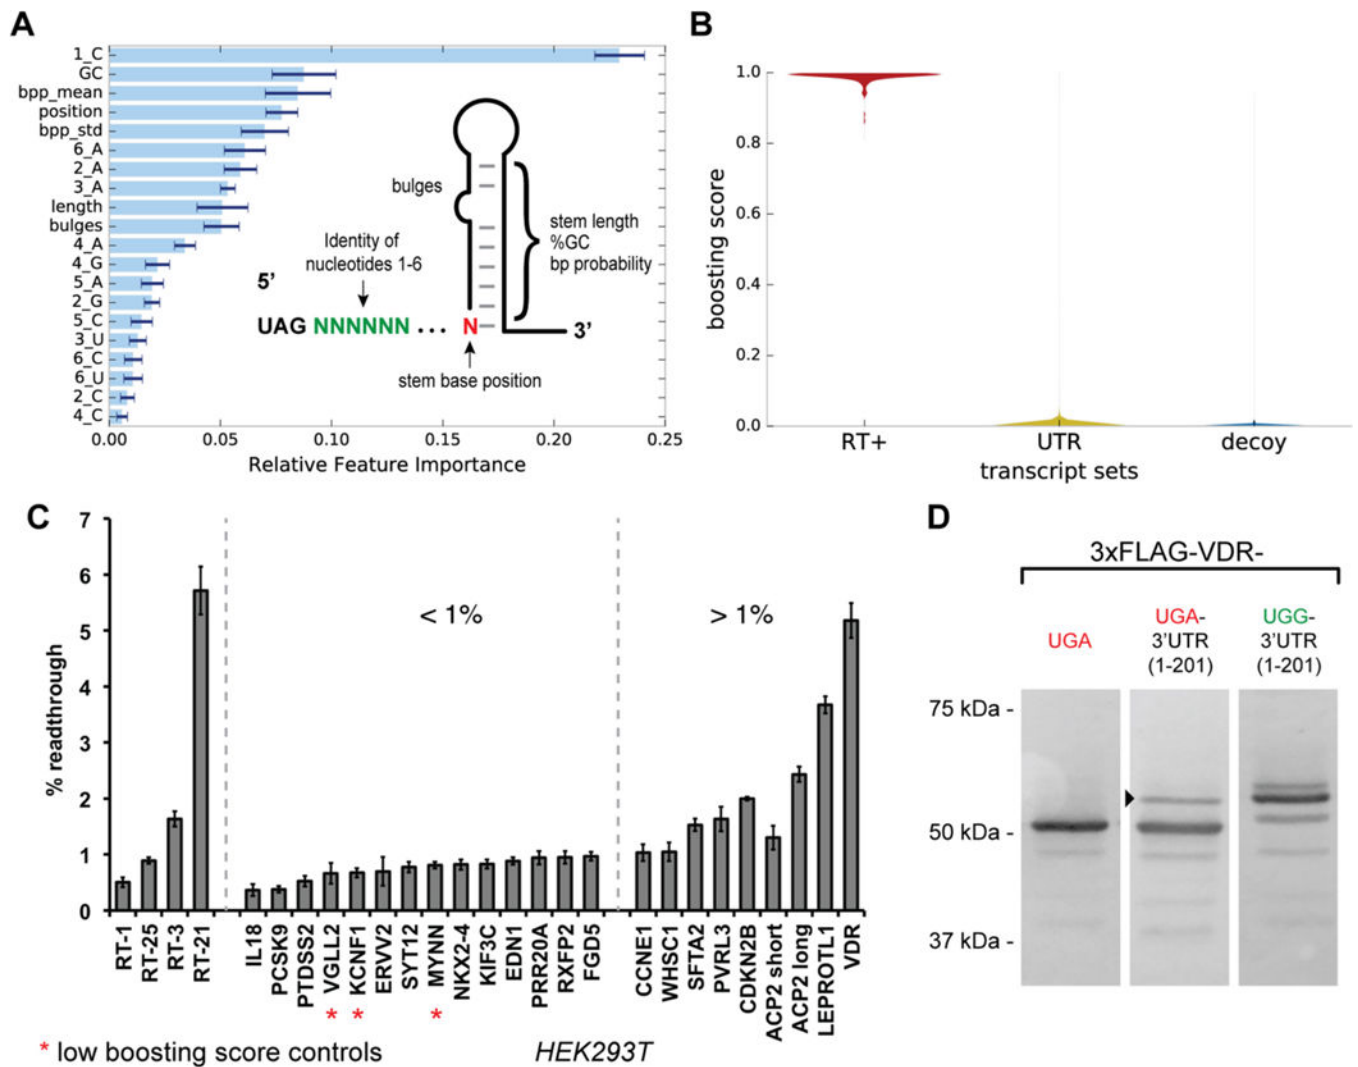 A
1_C
GC
bpp_mean
position
bpp_std
6_A
2_A
3_A
length
bulges
4_A
4_G
5_A
2_G
5_C
3_U
6_C
6_U
2_C
4_C
0.00 0.05 0.10 0.15 0.20 0.25
Relative Feature Importance
bulges
stem length
%GC
bp probability
Identity of
nucleotides 1-6
5’
UAG NNNNNN ... N
3’
stem base position
B
1.0
0.8
0.6
0.4
0.2
0.0
boosting score
RT+ UTR decoy
transcript sets
C
7
6
5
4
3
2
1
0
% readthrough
< 1%
> 1%
RT-1
RT-25
RT-3
RT-21
IL18
PCSK9
PTDSS2
VGLL2
KCNF1
ERVV2
SYT12
MYNN
NKX2-4
KIF3C
EDN1
PRR20A
RXFP2
FGD5
CCNE1
WHSC1
SFTA2
PVRL3
CDKN2B
ACP2 short
ACP2 long
LEPROTL1
VDR
* * *
* low boosting score controls
HEK293T
D
3xFLAG-VDR-
UGA
UGA-
3’UTR
(1-201)
UGG-
3’UTR
(1-201)
75 kDa -
50 kDa -
37 kDa -